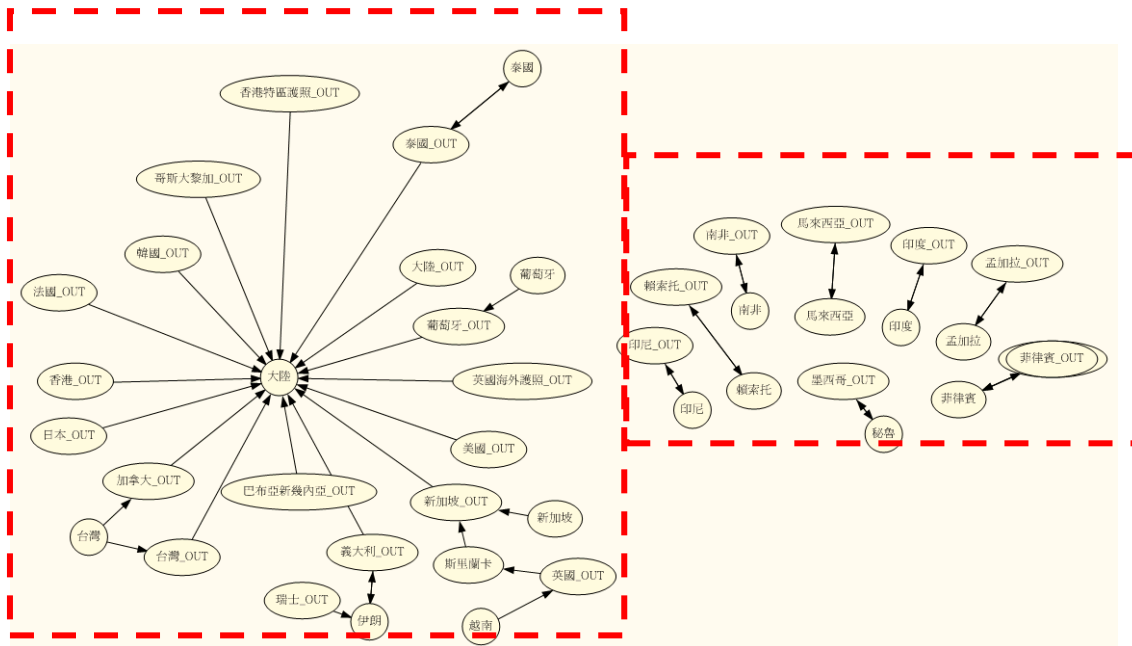 泰國
香港特區護照_OUT
泰國_OUT
哥斯大黎加_OUT
韓國_OUT
大陸_OUT
葡萄牙
法國_OUT
葡萄牙_OUT
大陸
香港_OUT
英國海外護照_OUT
日本_OUT
美國_OUT
加拿大_OUT
巴布亞新幾內亞_OUT
新加坡_OUT
新加坡
台灣
台灣_OUT
義大利_OUT
斯里蘭卡
英國_OUT
瑞士_OUT
伊朗
越南
南非_OUT
馬來西亞_OUT
印度_OUT
孟加拉_OUT
賴索托_OUT
南非
馬來西亞
印度
孟加拉
印尼_OUT
菲律賓_OUT
墨西哥_OUT
賴索托
菲律賓
印尼
秘魯